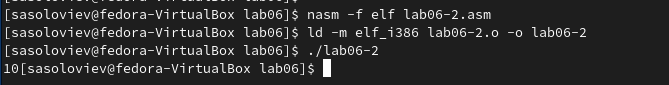 [sasoloviev@fedora-VirtualBox lab06]$ nasm -f elf lab06-2.asm
[sasoloviev@fedora-VirtualBox lab06]$ ld -m elf_i386 lab06-2.o -o lab06-2
[sasoloviev@fedora-VirtualBox lab06]$ ./lab06-2
10[sasoloviev@fedora-VirtualBox lab06]$